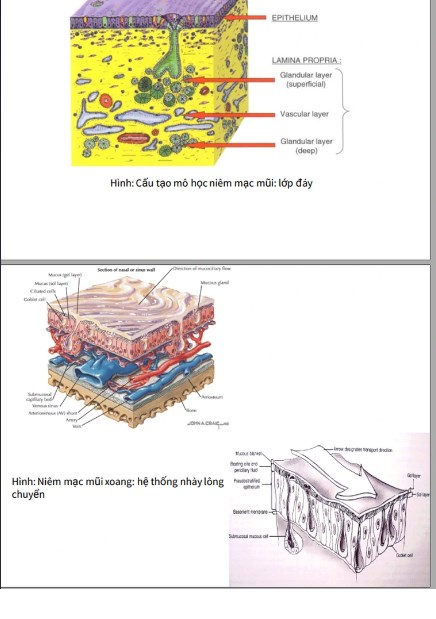 EPITHELIUM
LAMINA PROPRIA :
Glandular layer
(superficial)
Vascular layer
Glandular layer
(deep)
Hình: Cấu tạo mô học niêm mạc mũi: lớp đáy
Section of nasal or sinus wall
Direction of mucociliary flow
Mucus (gel layer)
Mucus (sol layer)
Ciliated cells
Goblet cell
Mucous gland
Submucosal
capillary bed
Venous sinus
Arteriovenous (AV) shunt
Artery
Vein
Periosteum
Bone
JOHN A. CRAIG
Hình: Niêm mạc mũi xoang: hệ thống nhày lông
chuyển
Mucous blanket
Arrow designates transport direction
Beating cilia and
periciliary fluid
Pseudostratified
epithelium
Basement membrane
Submucosal mucous cell
Gel layer
Sol layer
Goblet cell